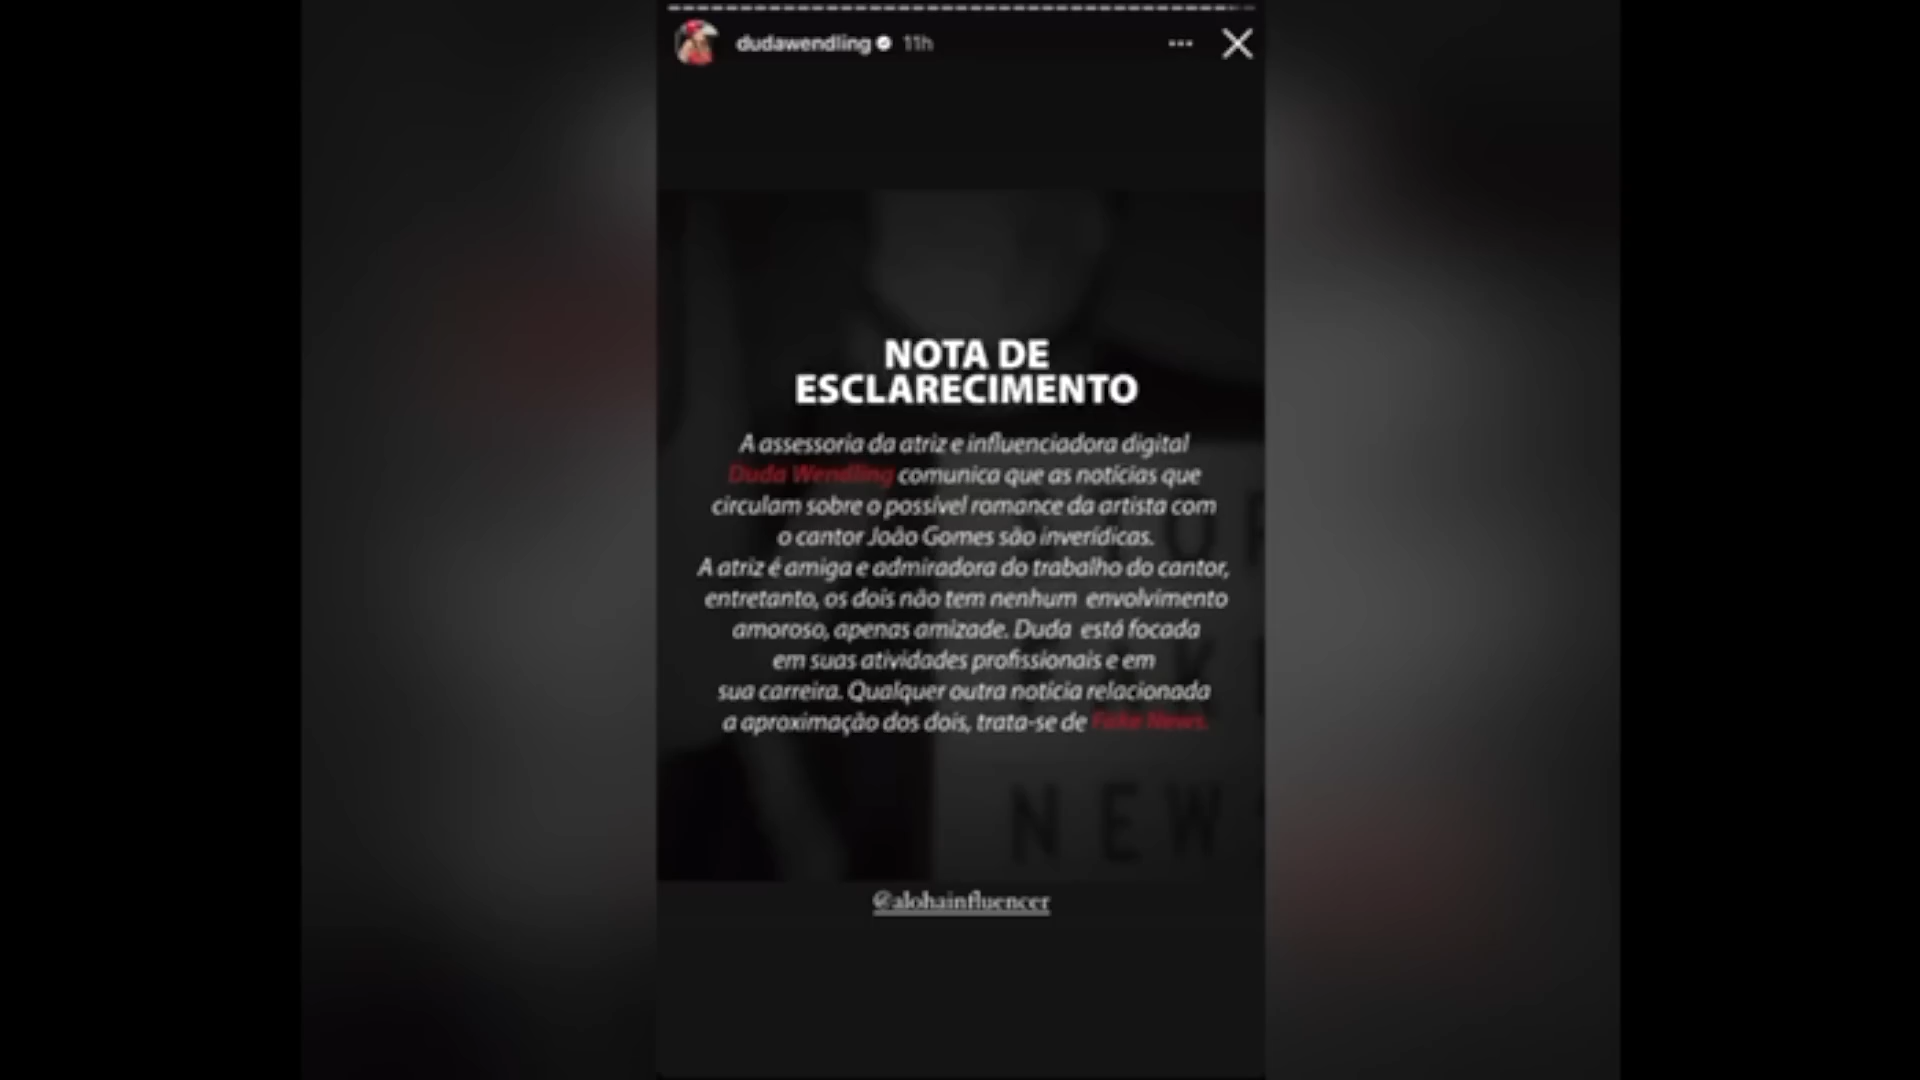 dudawendling 11h
NOTA DE
ESCLARECIMENTO
A assessoria da atriz e influenciadora digital
Duda Wendling comunica que as notícias que
circulam sobre o possível romance da artista com
o cantor João Gomes são inverídicas.
A atriz é amiga e admiradora do trabalho do cantor,
entretanto, os dois não tem nenhum envolvimento
amoroso, apenas amizade. Duda está focada
em suas atividades profissionais e em
sua carreira. Qualquer outra notícia relacionada
a aproximação dos dois, trata-se de Fake News.
NEWS
@alohainfluencer